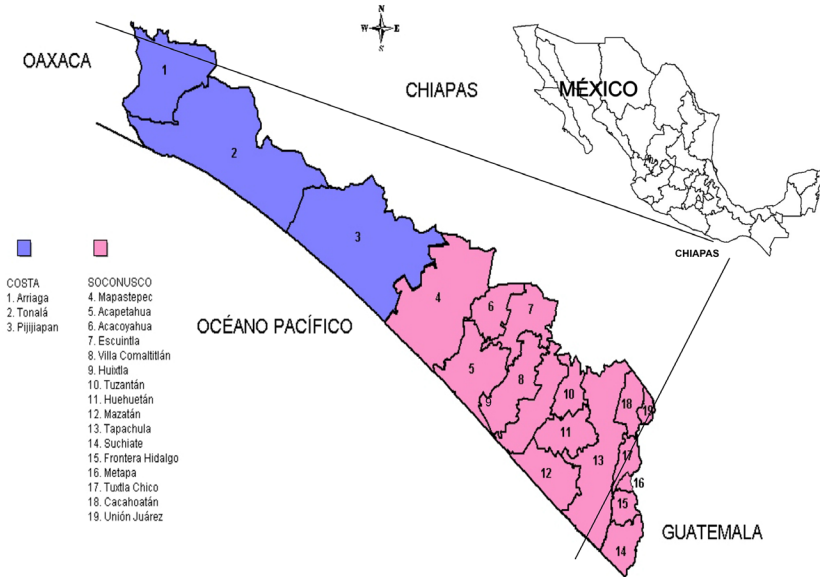 N
W E
S
OAXACA
CHIAPAS
MÉXICO
CHIAPAS
OCÉANO PACÍFICO
GUATEMALA
COSTA
1. Arriaga
2. Tonalá
3. Pijijiapan
SOCONUSCO
4. Mapastepec
5. Acapetahua
6. Acacoyahua
7. Escuintla
8. Villa Comaltitlán
9. Huixtla
10. Tuzantán
11. Huehuetán
12. Mazatán
13. Tapachula
14. Suchiate
15. Frontera Hidalgo
16. Metapa
17. Tuxtla Chico
18. Cacahoatán
19. Unión Juárez
1
2
3
4
6
7
5
8
9
10
11
12
13
18
19
17
16
15
14